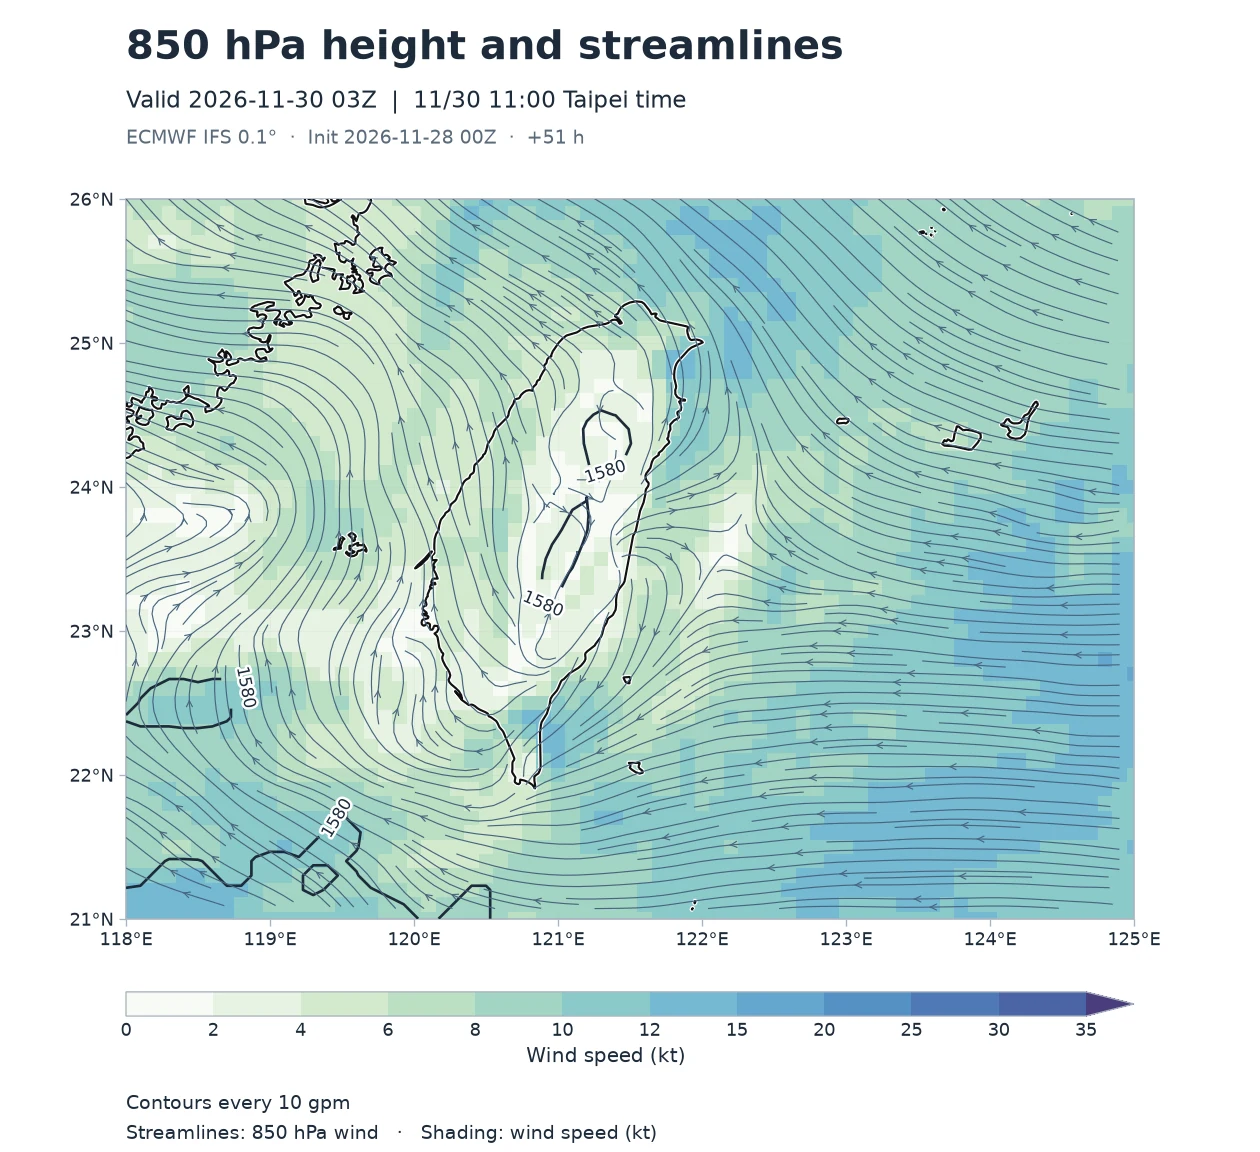 850 hPa height and streamlines
Valid 2026-11-30 03Z | 11/30 11:00 Taipei time
ECMWF IFS 0.1° · Init 2026-11-28 00Z · +51 h
26°N
25°N
24°N
23°N
22°N
21°N
1580
1580
1580
1580
118°E 119°E 120°E 121°E 122°E 123°E 124°E 125°E
0 2 4 6 8 10 12 15 20 25 30 35
Wind speed (kt)
Contours every 10 gpm
Streamlines: 850 hPa wind · Shading: wind speed (kt)